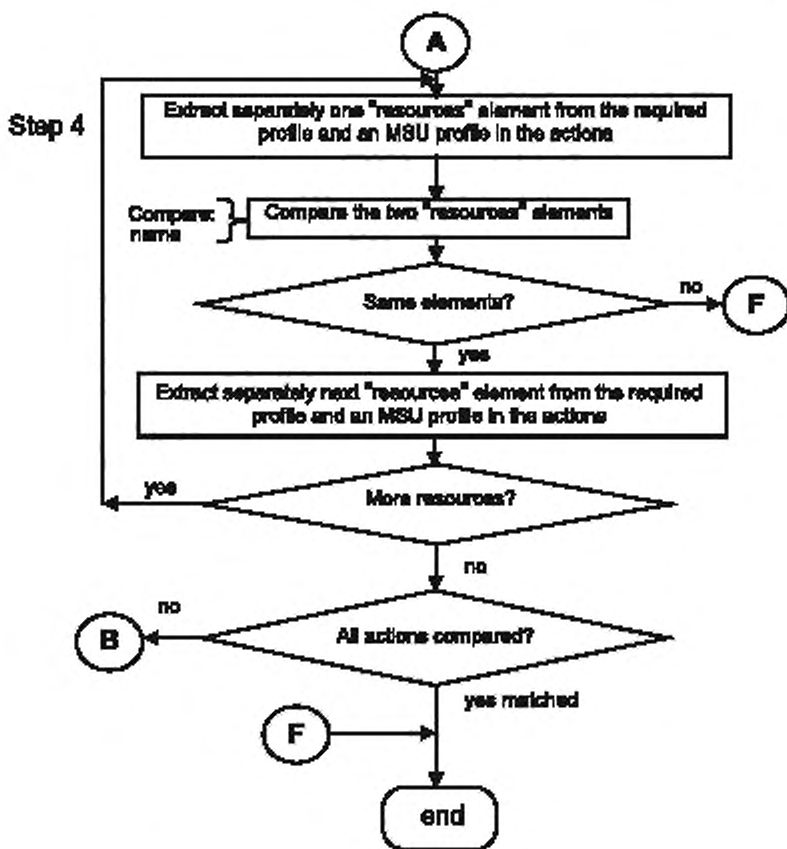 A
Step 4
Extract separately one "resources" element from the required
profile and an MSU profile in the actions
Compare:
name
Compare the two "resources" elements
Same elements?
no
F
yes
Extract separately next "resources" element from the required
profile and an MSU profile in the actions
yes
More resources?
no
no
B
All actions compared?
yes matched
F
end